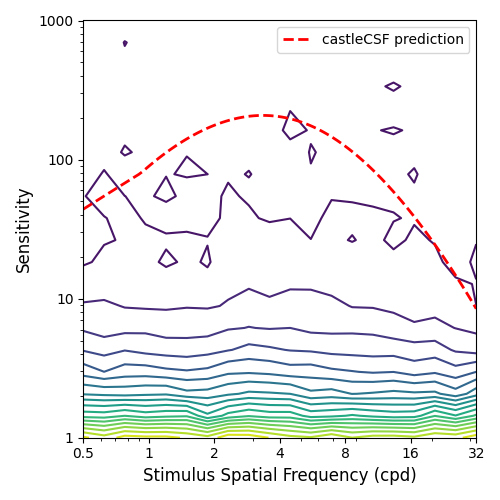 1000
castleCSF prediction
100
Sensitivity
10
1
0.5 1 2 4 8 16 32
Stimulus Spatial Frequency (cpd)